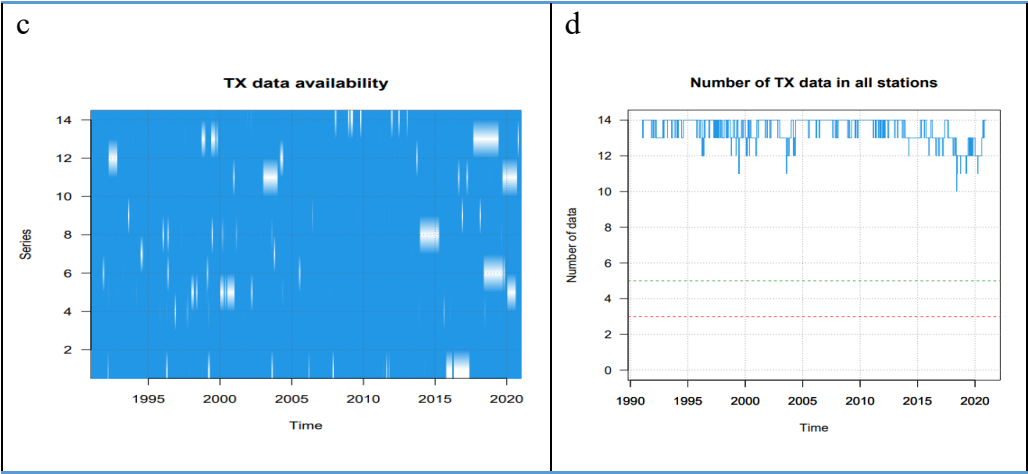 c
TX data availability
14
12
10
8
6
4
2
Series
1995 2000 2005 2010 2015 2020
Time
d
Number of TX data in all stations
14
12
10
8
6
4
2
0
Number of data
1990 1995 2000 2005 2010 2015 2020
Time